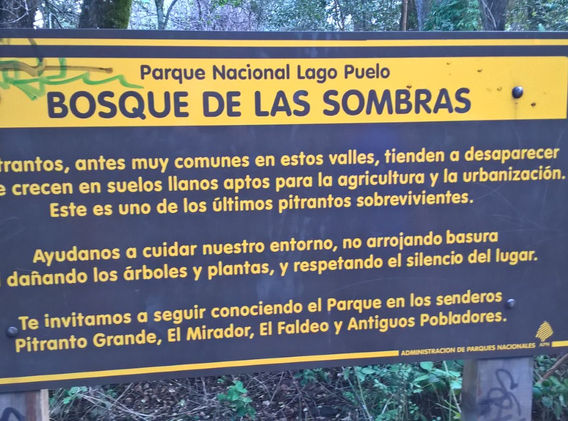 Parque Nacional Lago Puelo
BOSQUE DE LAS SOMBRAS
trantos, antes muy comunes en estos valles, tienden a desaparecer
e crecen en suelos llanos aptos para la agricultura y la urbanización.
Este es uno de los últimos pitrantos sobrevivientes.
Ayudanos a cuidar nuestro entorno, no arrojando basura
dañando los árboles y plantas, y respetando el silencio del lugar.
Te invitamos a seguir conociendo el Parque en los senderos
Pitranto Grande, El Mirador, El Faldeo y Antiguos Pobladores.
ADMINISTRACION DE PARQUES NACIONALES
APN